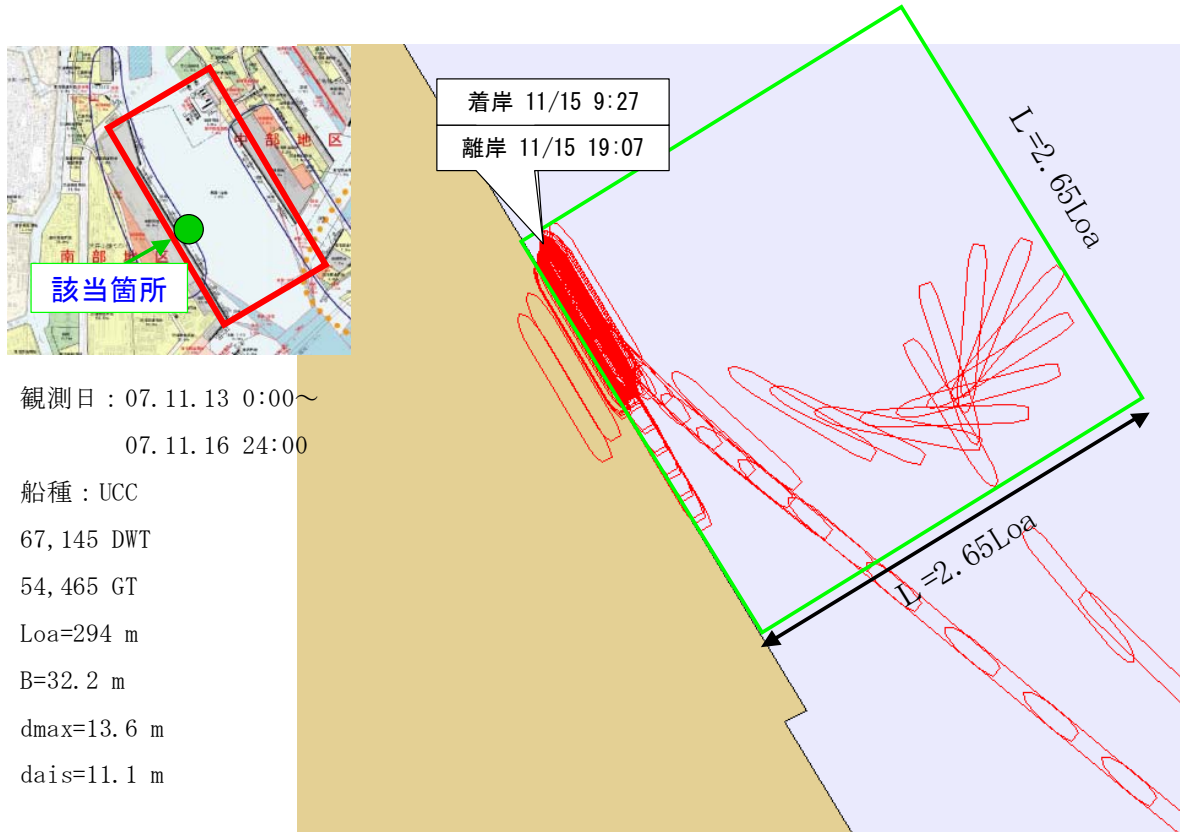 中部地区
南部地区
該当箇所
着岸 11/15 9:27
離岸 11/15 19:07
L=2.65Loa
L=2.65Loa
観測日：07.11.13 0:00～
07.11.16 24:00
船種：UCC
67,145 DWT
54,465 GT
Loa=294 m
B=32.2 m
dmax=13.6 m
dais=11.1 m